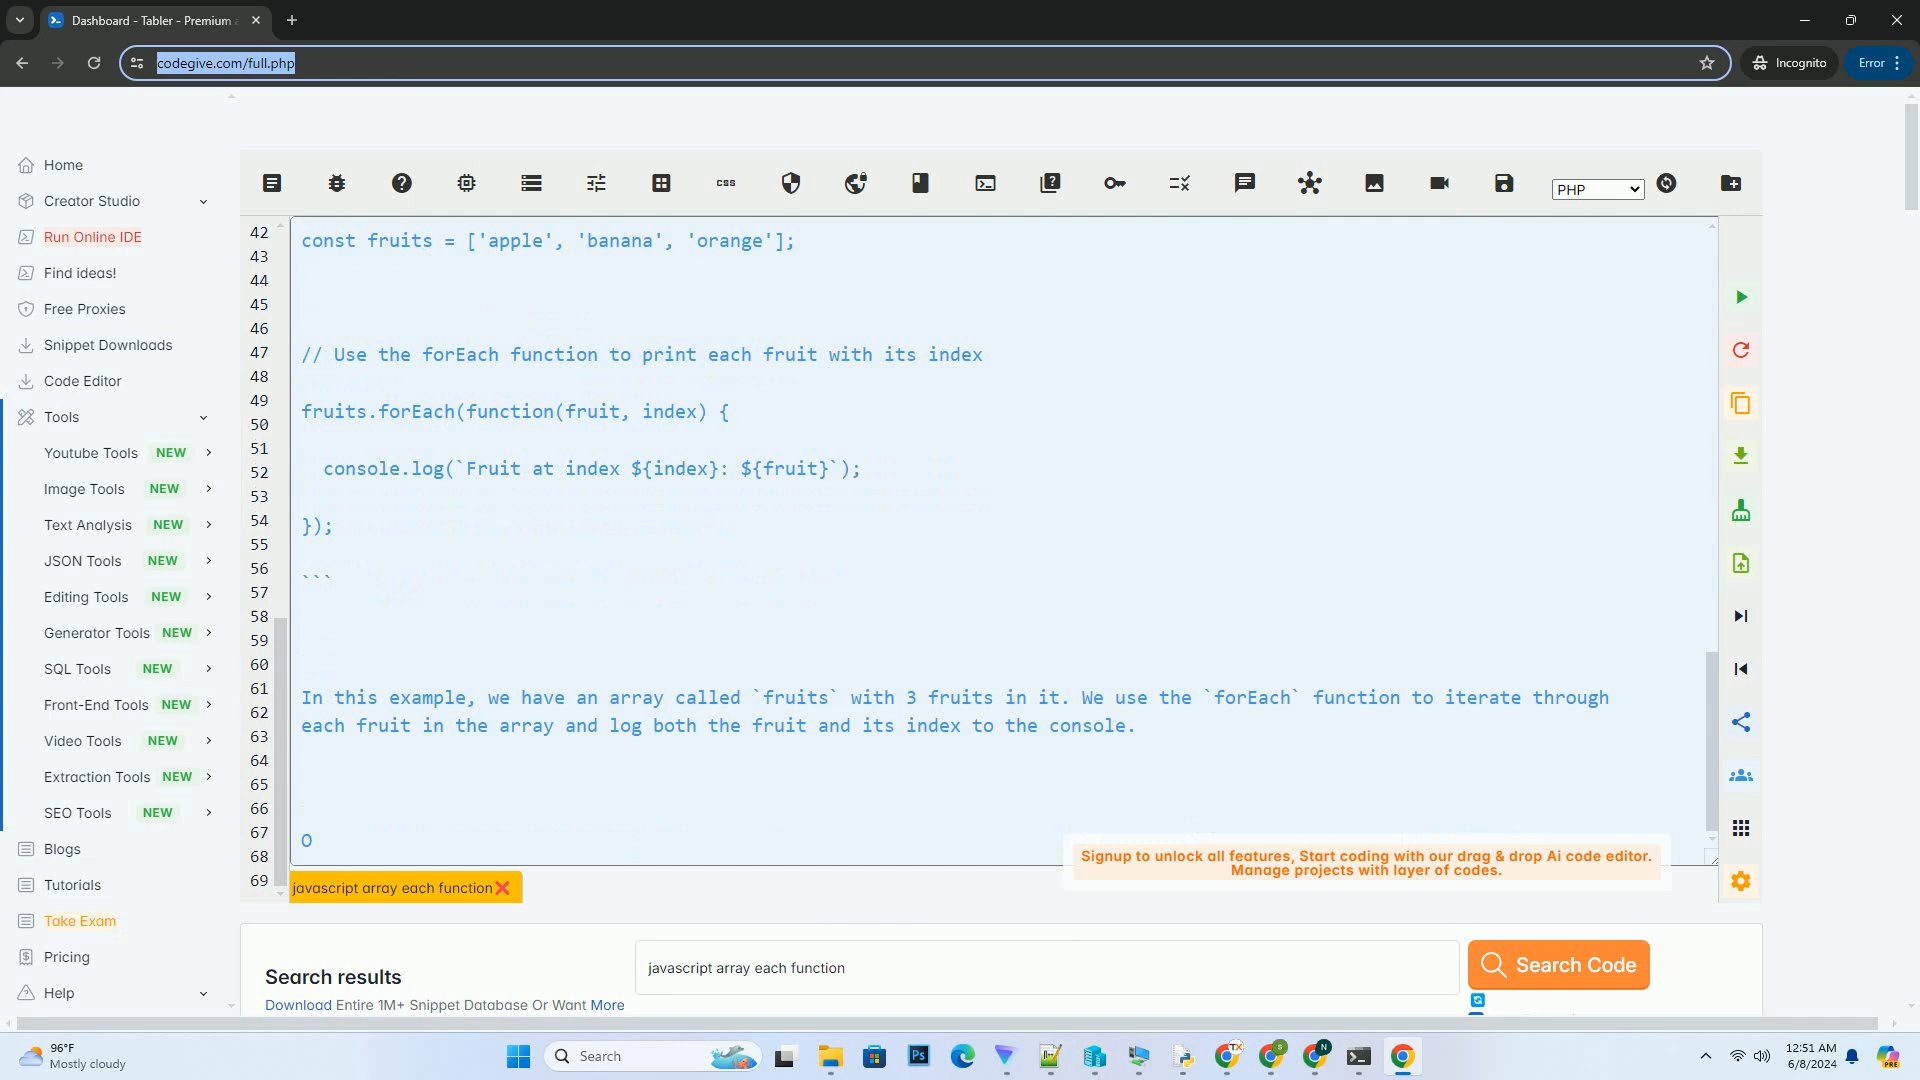 Dashboard - Tabler - Premium
codegive.com/full.php
Incognito
Error
Home
Creator Studio
Run Online IDE
Find ideas!
Free Proxies
Snippet Downloads
Code Editor
Tools
Youtube Tools NEW
Image Tools NEW
Text Analysis NEW
JSON Tools NEW
Editing Tools NEW
Generator Tools NEW
SQL Tools NEW
Front-End Tools NEW
Video Tools NEW
Extraction Tools NEW
SEO Tools NEW
Blogs
Tutorials
Take Exam
Pricing
Help
css
PHP
42
43
44
45
46
47
48
49
50
51
52
53
54
55
56
57
58
59
60
61
62
63
64
65
66
67
68
69
const fruits = ['apple', 'banana', 'orange'];
// Use the forEach function to print each fruit with its index
fruits.forEach(function(fruit, index) {
console.log(`Fruit at index ${index}: ${fruit}`);
});
```
In this example, we have an array called `fruits` with 3 fruits in it. We use the `forEach` function to iterate through
each fruit in the array and log both the fruit and its index to the console.
O
Signup to unlock all features, Start coding with our drag & drop Ai code editor.
Manage projects with layer of codes.
javascript array each function
Search results
Download Entire 1M+ Snippet Database Or Want More
javascript array each function
Search Code
96°F
Mostly cloudy
Search
Ps
TX
S
N
12:51 AM
6/8/2024
PRE